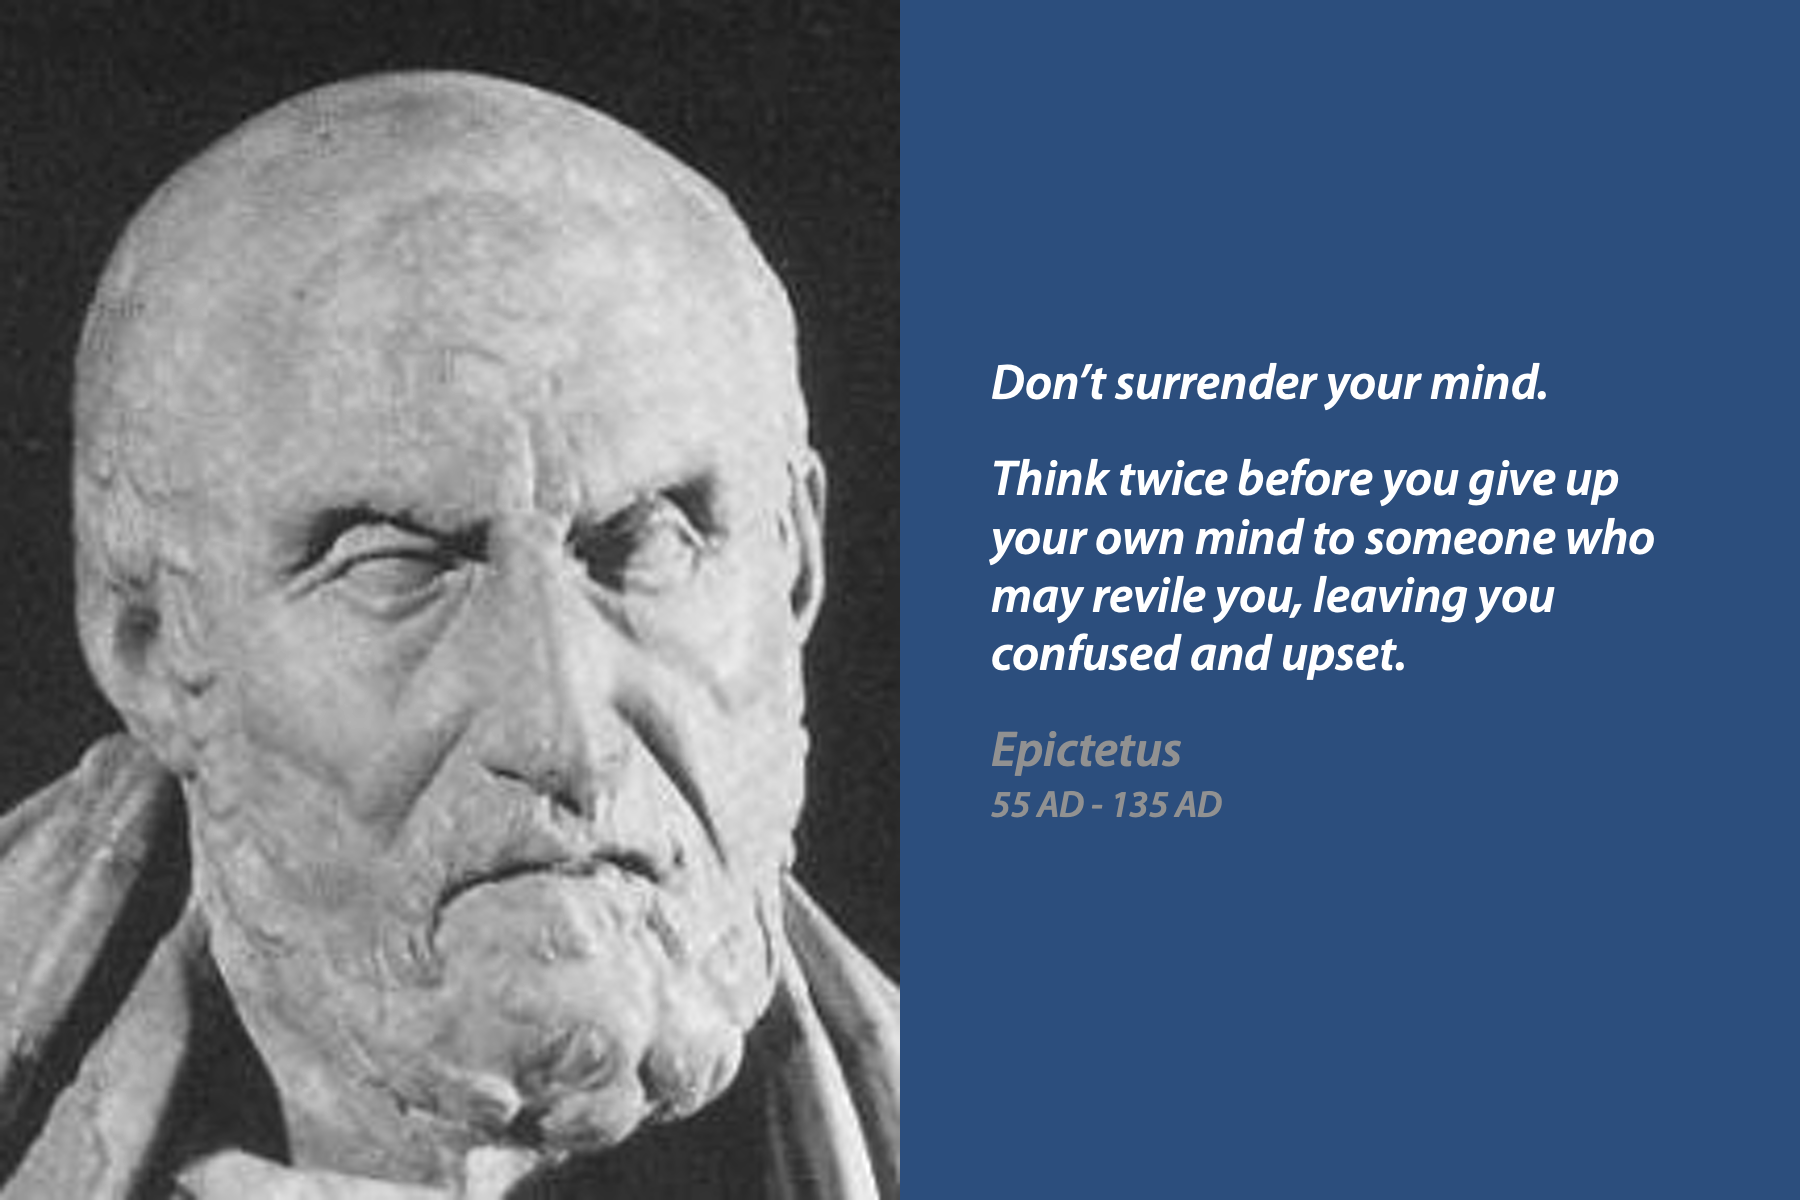 Don’t surrender your mind.
Think twice before you give up
your own mind to someone who
may revile you, leaving you
confused and upset.
Epictetus
55 AD - 135 AD